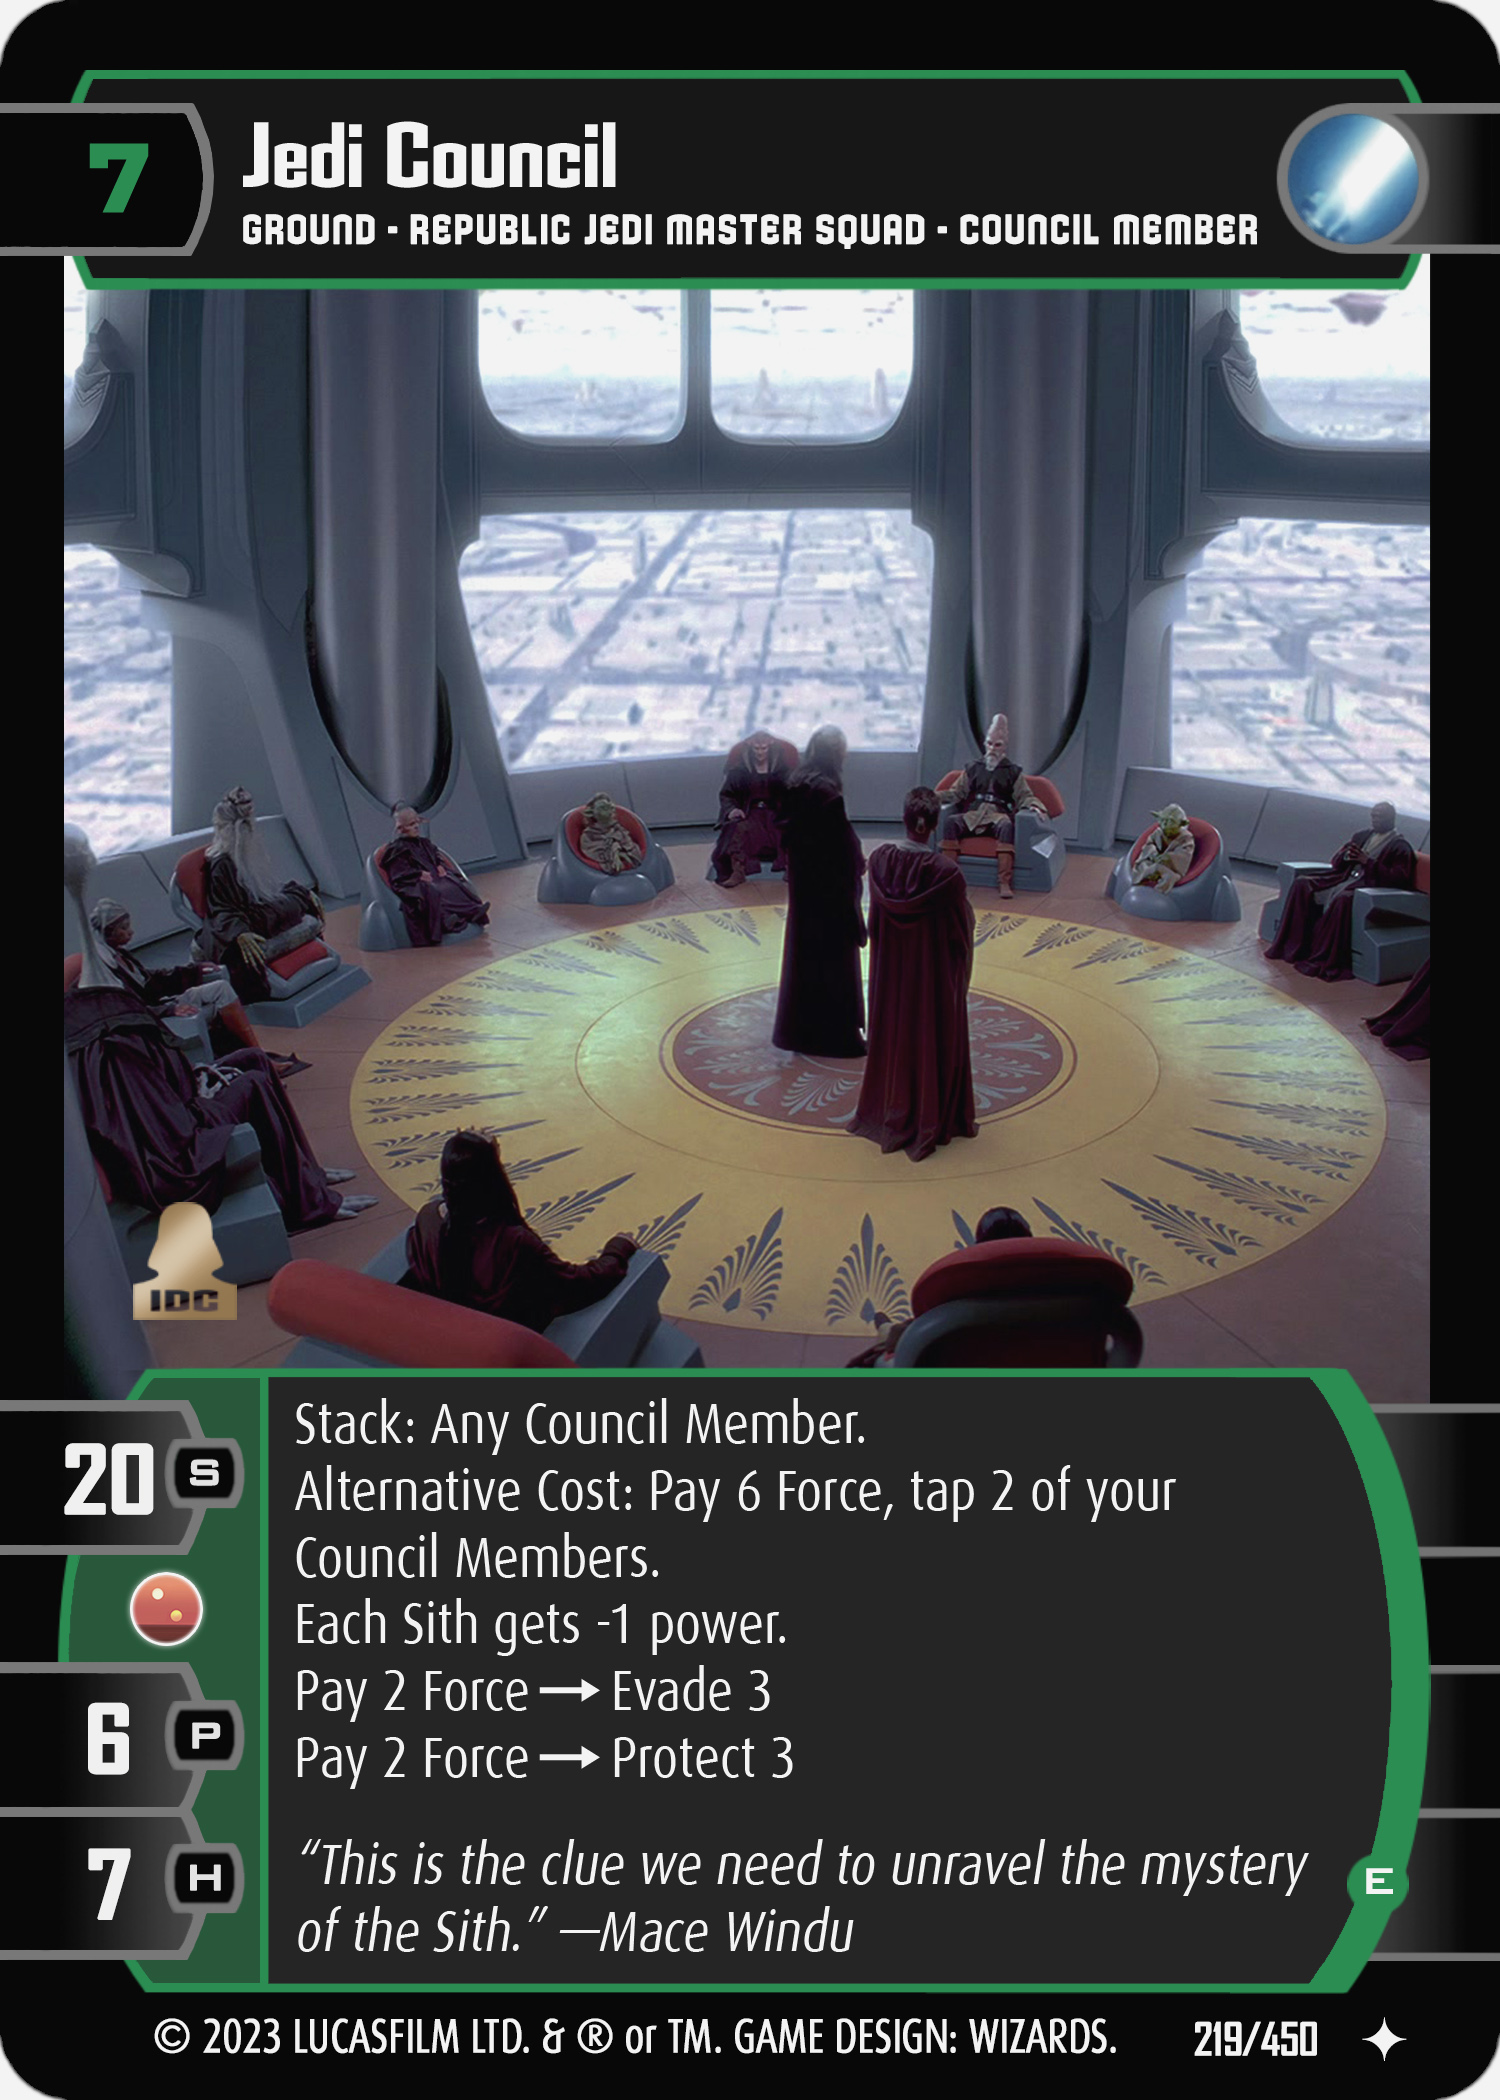 7
Jedi Council
GROUND - REPUBLIC JEDI MASTER SQUAD - COUNCIL MEMBER
IDC
20 S
6 P
7 H
Stack: Any Council Member.
Alternative Cost: Pay 6 Force, tap 2 of your
Council Members.
Each Sith gets -1 power.
Pay 2 Force → Evade 3
Pay 2 Force → Protect 3
“This is the clue we need to unravel the mystery
of the Sith.” —Mace Windu
E
© 2023 LUCASFILM LTD. & ® or TM. GAME DESIGN: WIZARDS.
219/450